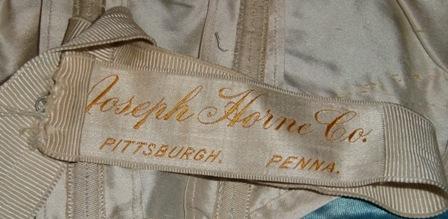 Joseph Horne Co.
PITTSBURGH. PENNA.